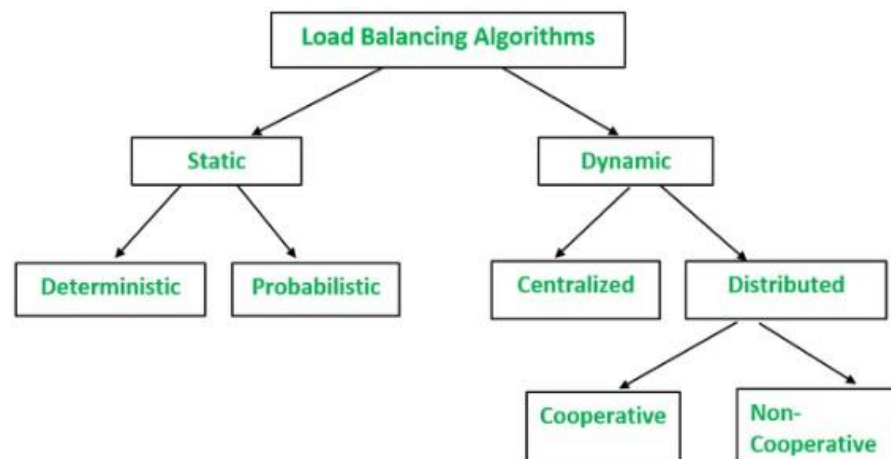 Load Balancing Algorithms
Static
Dynamic
Deterministic
Probabilistic
Centralized
Distributed
Cooperative
Non-
Cooperative